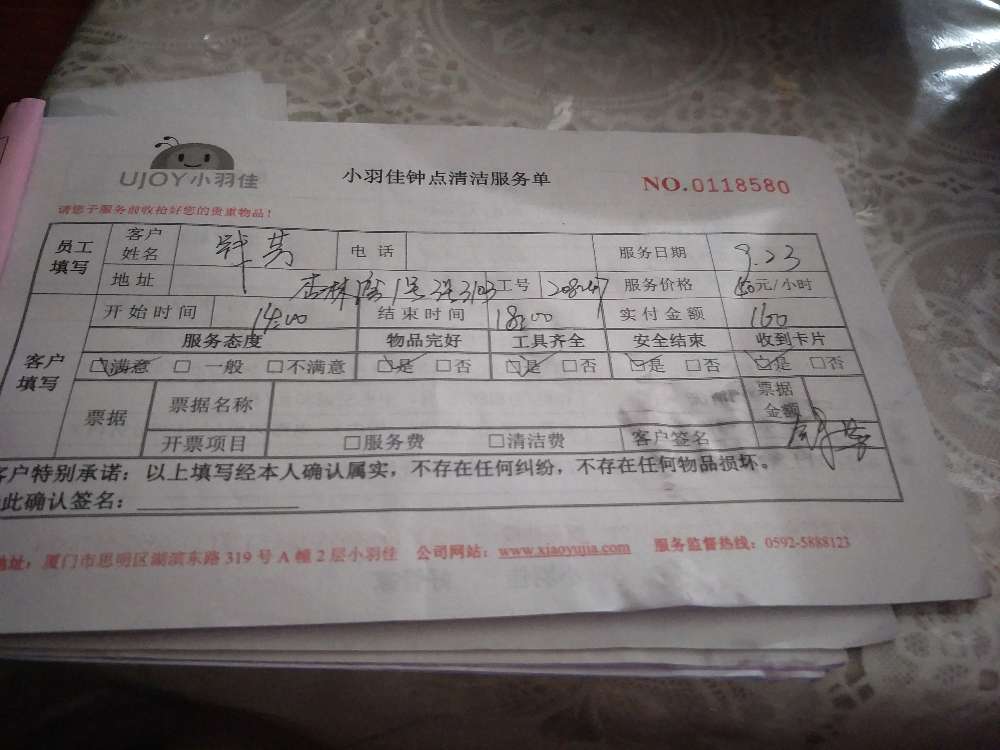 UJOY小羽佳
小羽佳钟点清洁服务单
NO.0118580
请您于服务前收拾好您的贵重物品！
员工填写 客户姓名 电话 服务日期 9.23
地址 杏林 1号 工号 服务价格 40元/小时
开始时间 14:00 结束时间 18:00 实付金额 160
客户填写 服务态度 物品完好 工具齐全 安全结束 收到卡片
☑满意 □一般 □不满意 ☑是 □否 ☑是 □否 ☑是 □否 ☑是 □否
票据 票据名称 票据金额
开票项目 □服务费 □清洁费 客户签名
客户特别承诺：以上填写经本人确认属实，不存在任何纠纷，不存在任何物品损坏。
此确认签名：
地址：厦门市思明区湖滨东路319号A幢2层小羽佳 公司网站：www.xiaoyujia.com 服务监督热线：0592-5888123